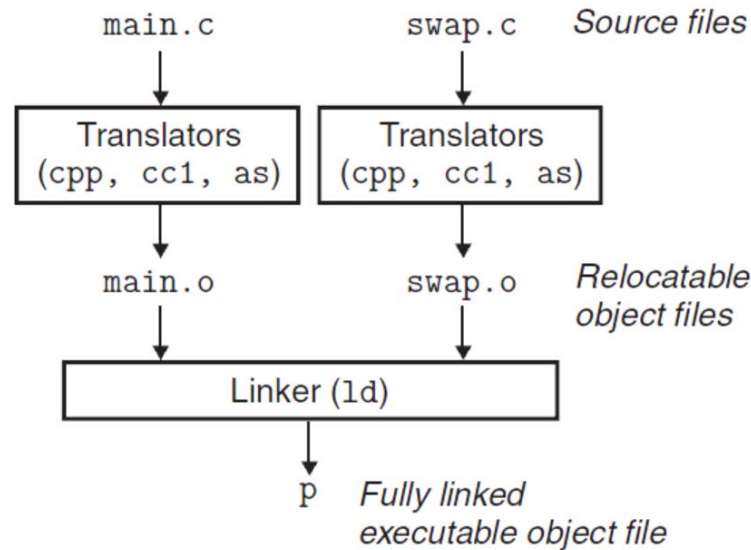 main.c swap.c Source files
Translators Translators
(cpp, cc1, as) (cpp, cc1, as)
main.o swap.o Relocatable
object files
Linker (ld)
p Fully linked
executable object file